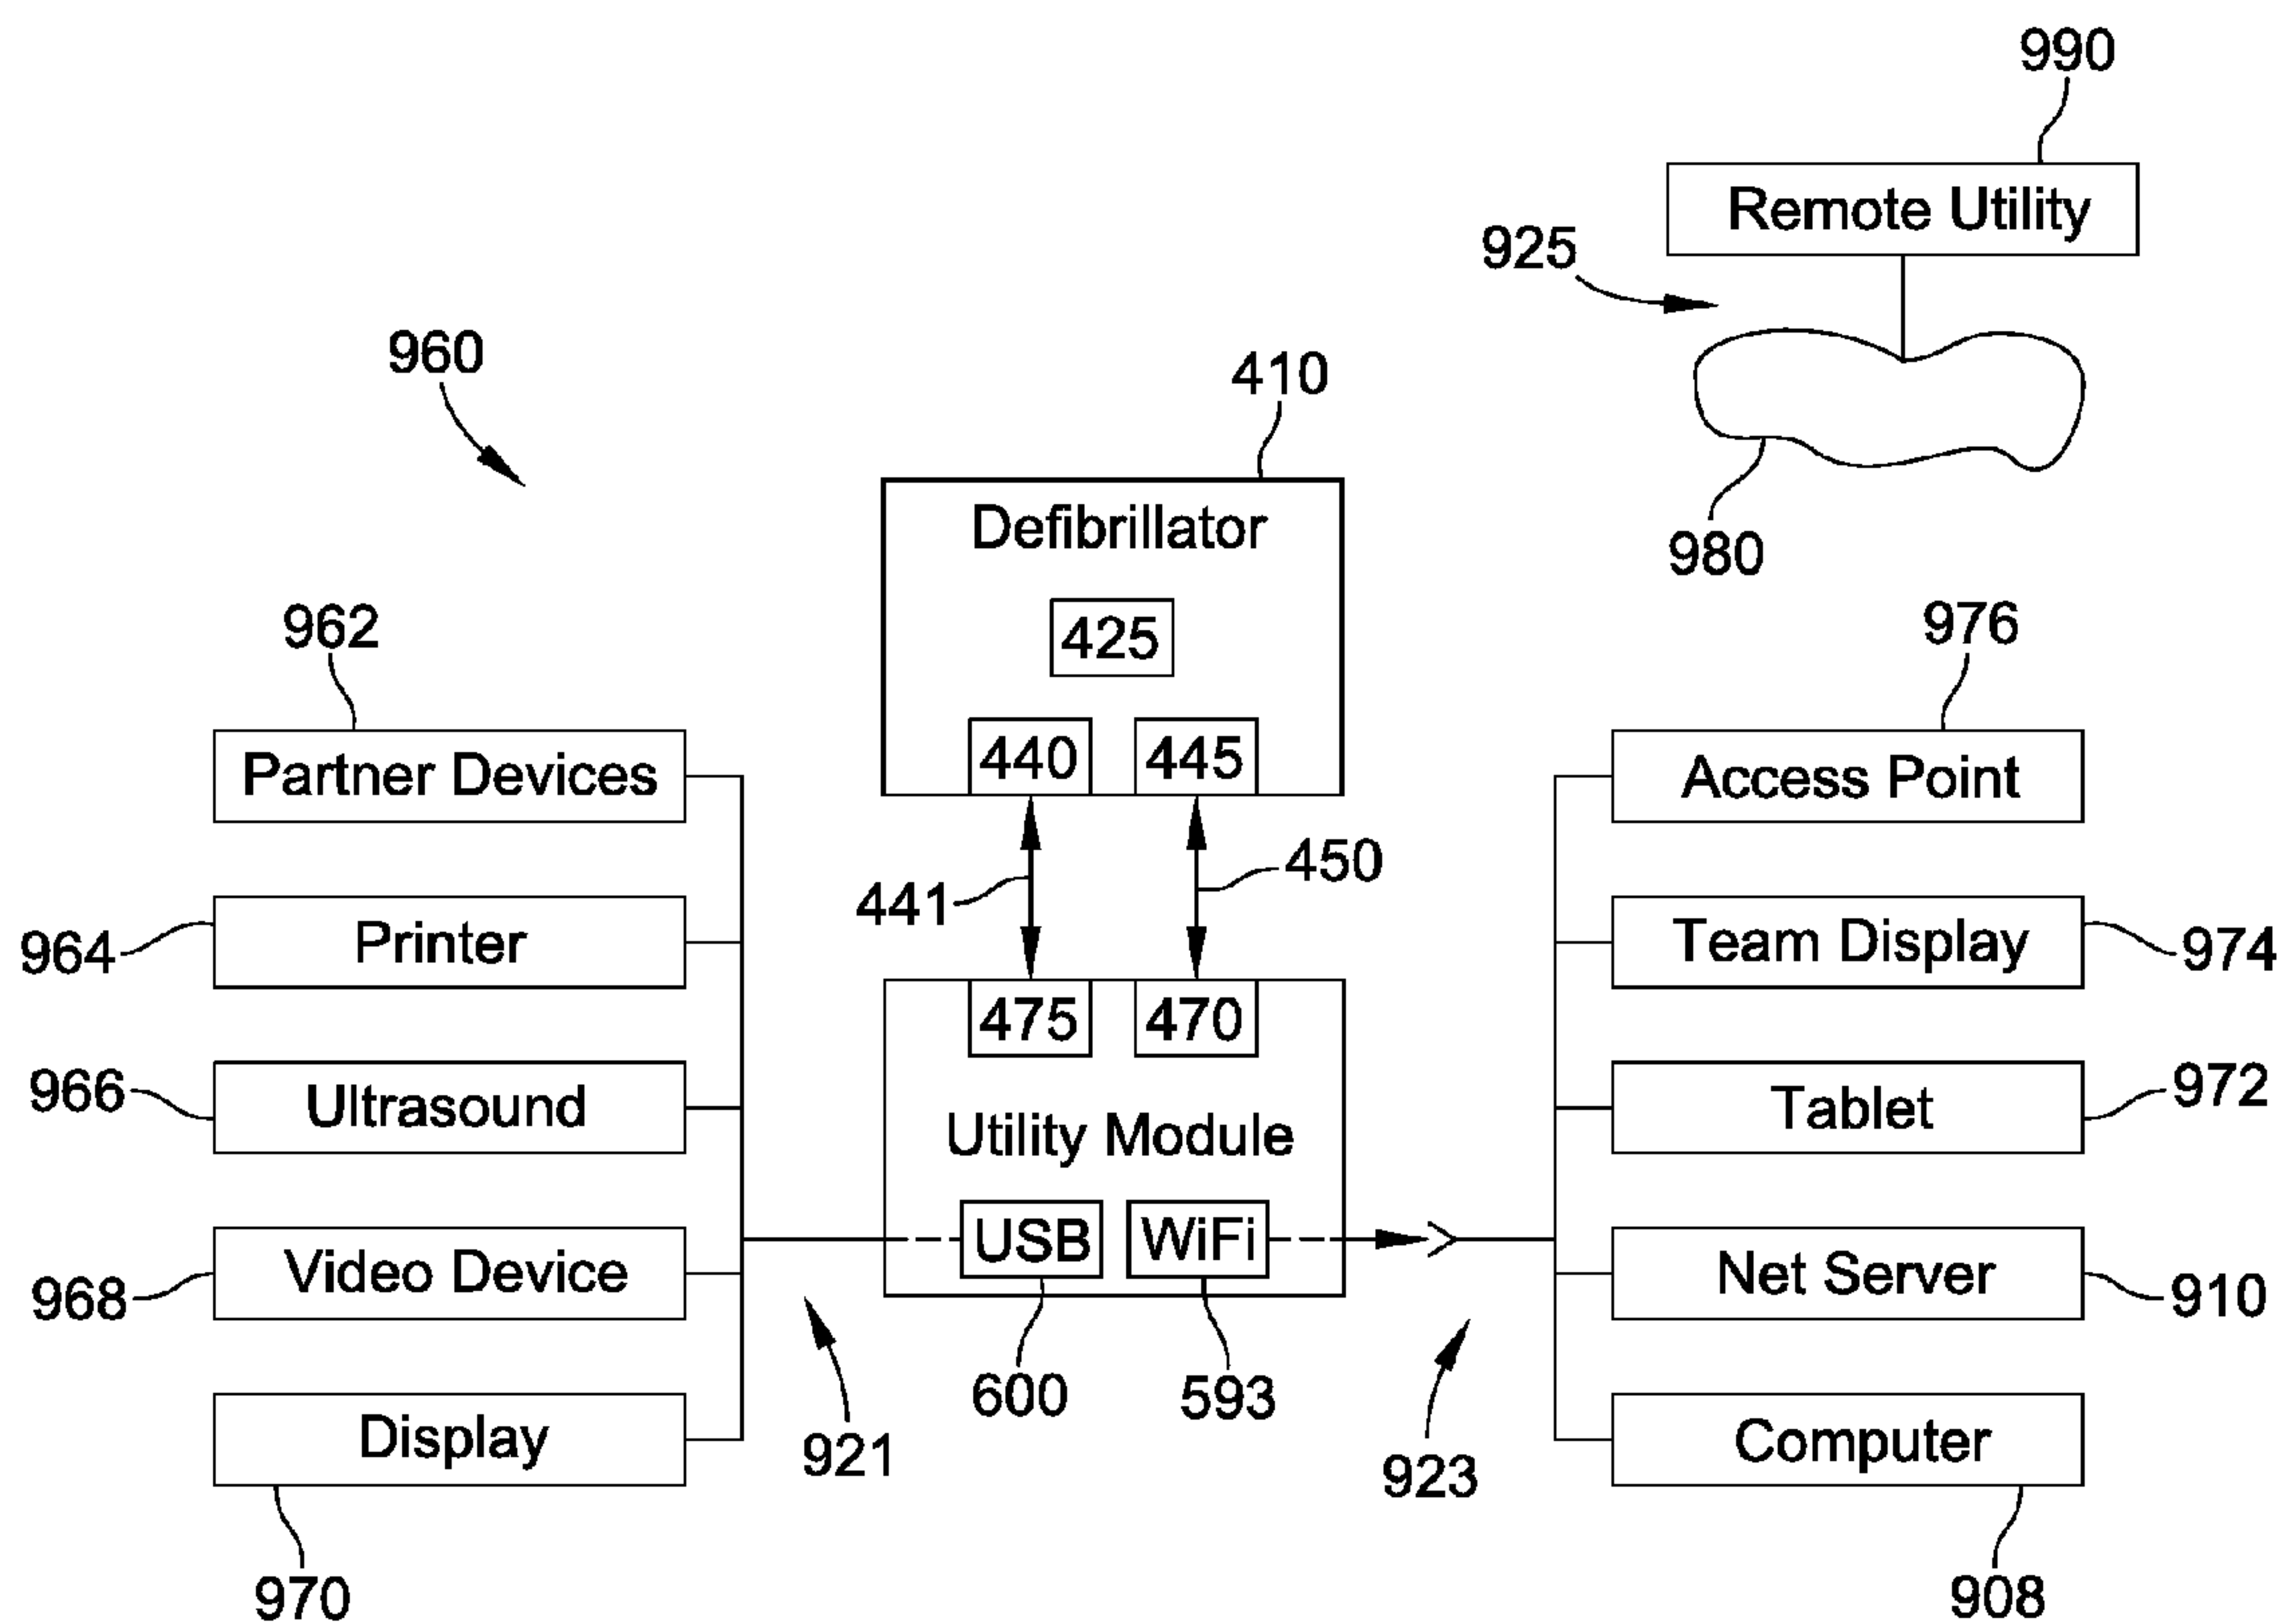 990
Remote Utility
925
960
410
980
Defibrillator
425
962
976
Partner Devices
440
445
Access Point
441
450
964
Printer
Team Display
974
475
470
966
Ultrasound
Utility Module
Tablet
972
968
Video Device
USB
WiFi
Net Server
910
600
593
921
923
Display
Computer
970
908